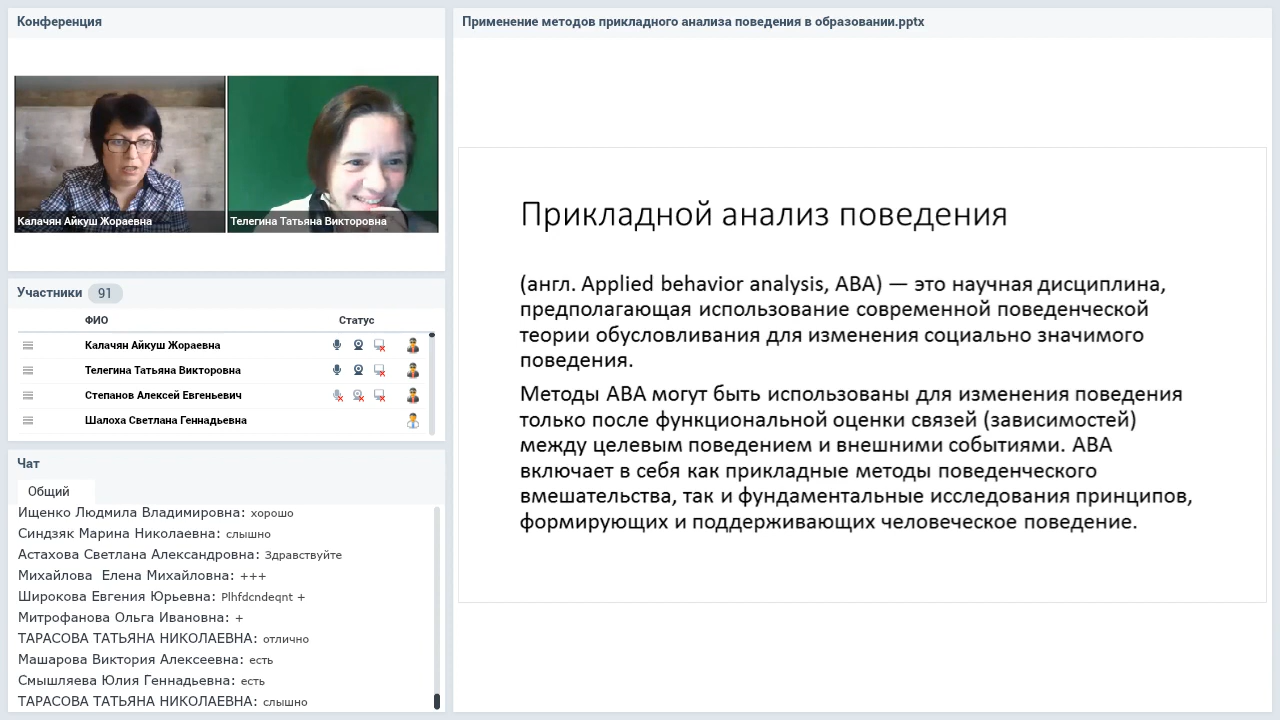 Конференция
Калачян Айкуш Жораевна
Телегина Татьяна Викторовна
Участники 91
ФИО Статус
Калачян Айкуш Жораевна
Телегина Татьяна Викторовна
Степанов Алексей Евгеньевич
Шалоха Светлана Геннадьевна
Чат
Общий
Ищенко Людмила Владимировна: хорошо
Синдзяк Марина Николаевна: слышно
Астахова Светлана Александровна: Здравствуйте
Михайлова Елена Михайловна: +++
Широкова Евгения Юрьевна: Plhfdcndeqnt +
Митрофанова Ольга Ивановна: +
ТАРАСОВА ТАТЬЯНА НИКОЛАЕВНА: отлично
Машарова Виктория Алексеевна: есть
Смышляева Юлия Геннадьевна: есть
ТАРАСОВА ТАТЬЯНА НИКОЛАЕВНА: слышно
Применение методов прикладного анализа поведения в образовании.pptx
Прикладной анализ поведения
(англ. Applied behavior analysis, ABA) — это научная дисциплина,
предполагающая использование современной поведенческой
теории обусловливания для изменения социально значимого
поведения.
Методы АВА могут быть использованы для изменения поведения
только после функциональной оценки связей (зависимостей)
между целевым поведением и внешними событиями. АВА
включает в себя как прикладные методы поведенческого
вмешательства, так и фундаментальные исследования принципов,
формирующих и поддерживающих человеческое поведение.